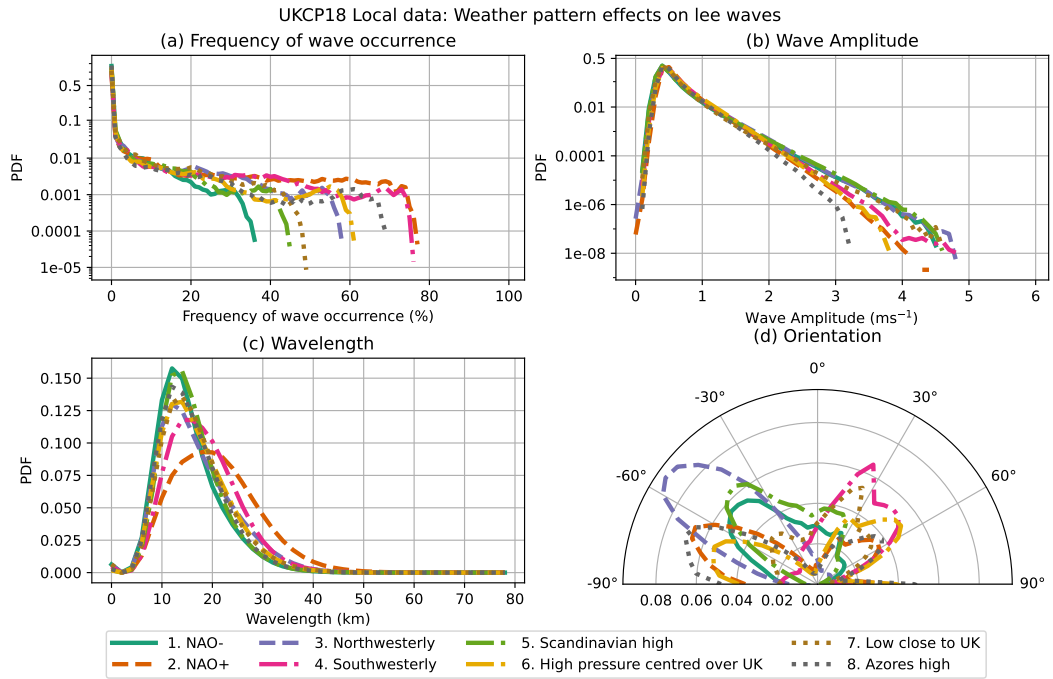 UKCP18 Local data: Weather pattern effects on lee waves
(a) Frequency of wave occurrence
PDF
0.5
0.1
0.01
0.001
0.0001
1e-05
0 20 40 60 80 100
Frequency of wave occurrence (%)
(b) Wave Amplitude
PDF
0.5
0.01
0.0001
1e-06
1e-08
0 1 2 3 4 5 6
Wave Amplitude (ms⁻¹)
(c) Wavelength
PDF
0.150
0.125
0.100
0.075
0.050
0.025
0.000
0 10 20 30 40 50 60 70 80
Wavelength (km)
(d) Orientation
0°
-30° 30°
-60° 60°
-90° 90°
0.08 0.06 0.04 0.02 0.00
1. NAO- 3. Northwesterly 5. Scandinavian high 7. Low close to UK
2. NAO+ 4. Southwesterly 6. High pressure centred over UK 8. Azores high